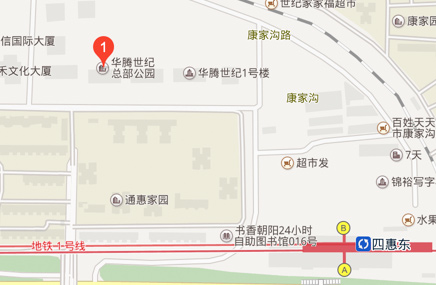 世纪家家福超市
康家园
康家沟路
信国际大厦
1
华腾世纪
总部公园
禾文化大厦
华腾世纪1号楼
康家沟
百姓天天
市康家沟
7天
超市发
锦裕写字
通惠家园
水果
B
书香朝阳24小时
自助图书馆016号
四惠东
地铁1号线
A